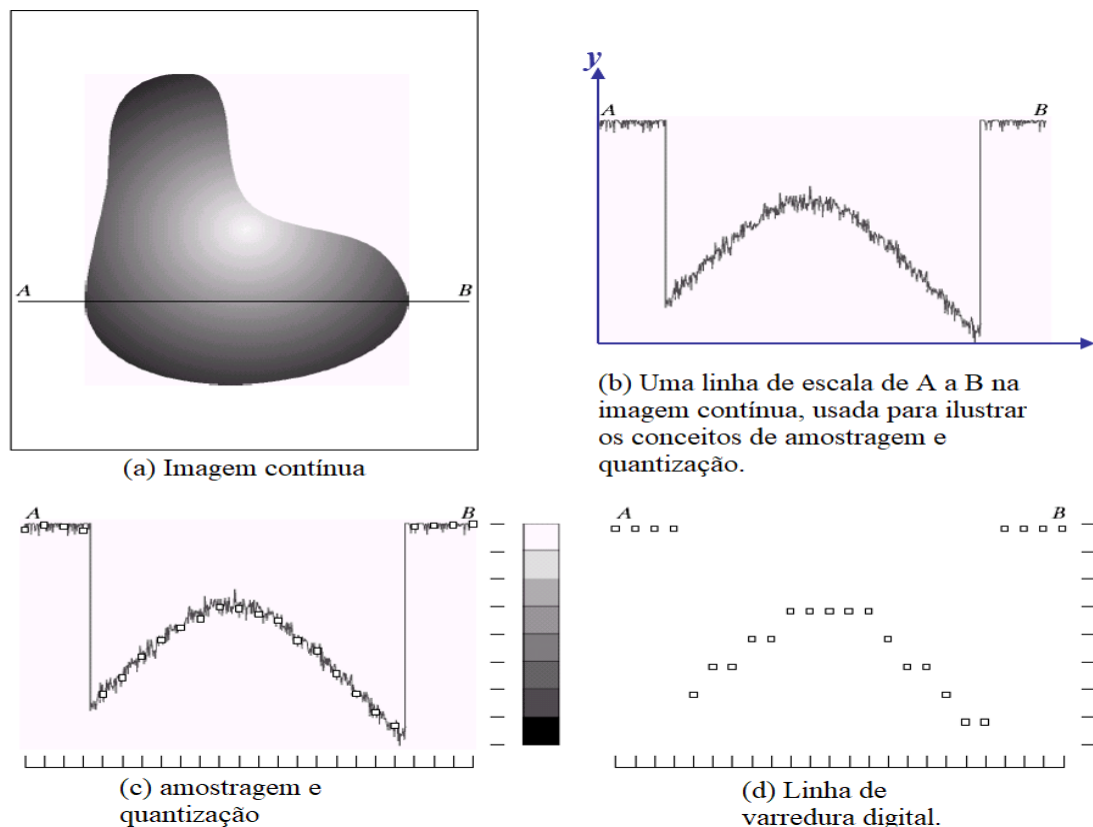 A
B
(a) Imagem contínua
y
A
B
(b) Uma linha de escala de A a B na
imagem contínua, usada para ilustrar
os conceitos de amostragem e
quantização.
A
B
(c) amostragem e
quantização
A
B
(d) Linha de
varredura digital.